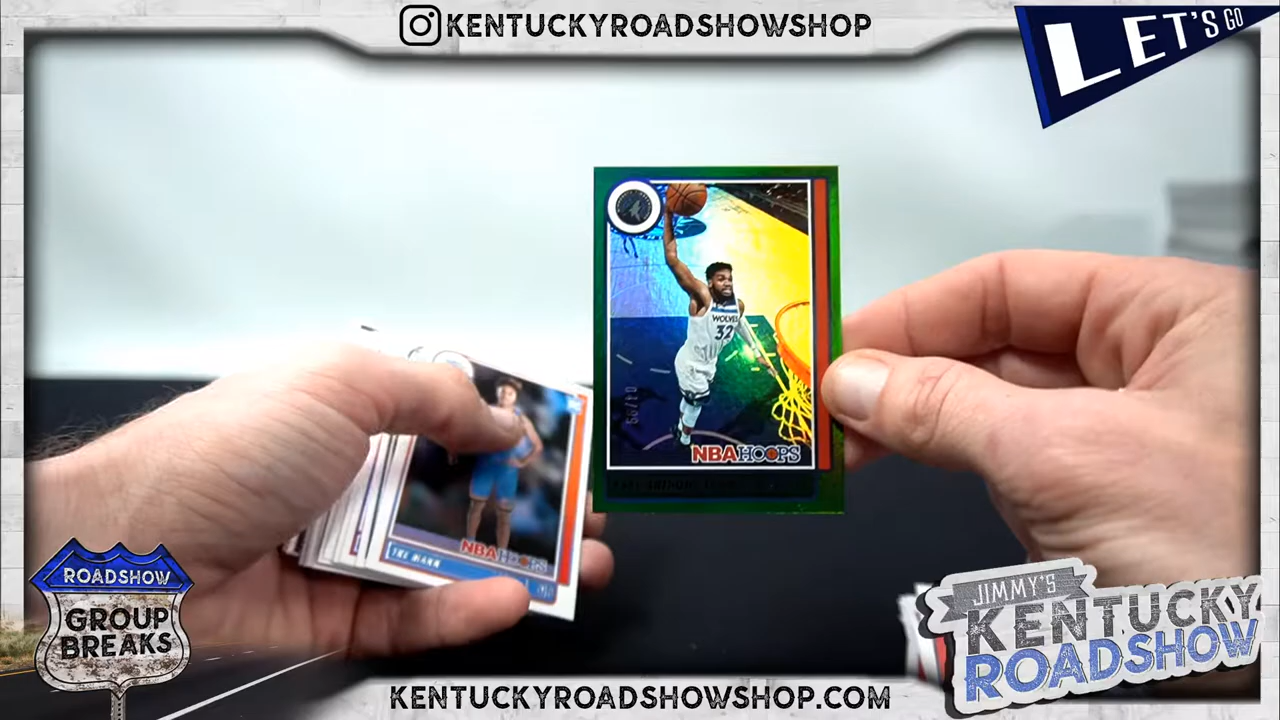 KENTUCKYROADSHOWSHOP
LET'S GO
WOLVES
32
NBA HOOPS
NBA HOOPS
TRE MANN
ROADSHOW
GROUP
BREAKS
JIMMY'S
KENTUCKY
ROADSHOW
KENTUCKYROADSHOWSHOP.COM